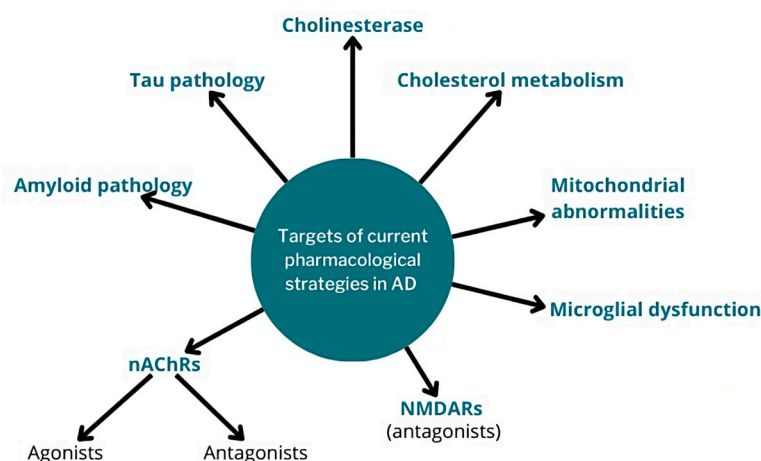 Cholinesterase
Tau pathology
Cholesterol metabolism
Amyloid pathology
Mitochondrial
abnormalities
Targets of current
pharmacological
strategies in AD
Microglial dysfunction
nAChRs
NMDARs
(antagonists)
Agonists
Antagonists